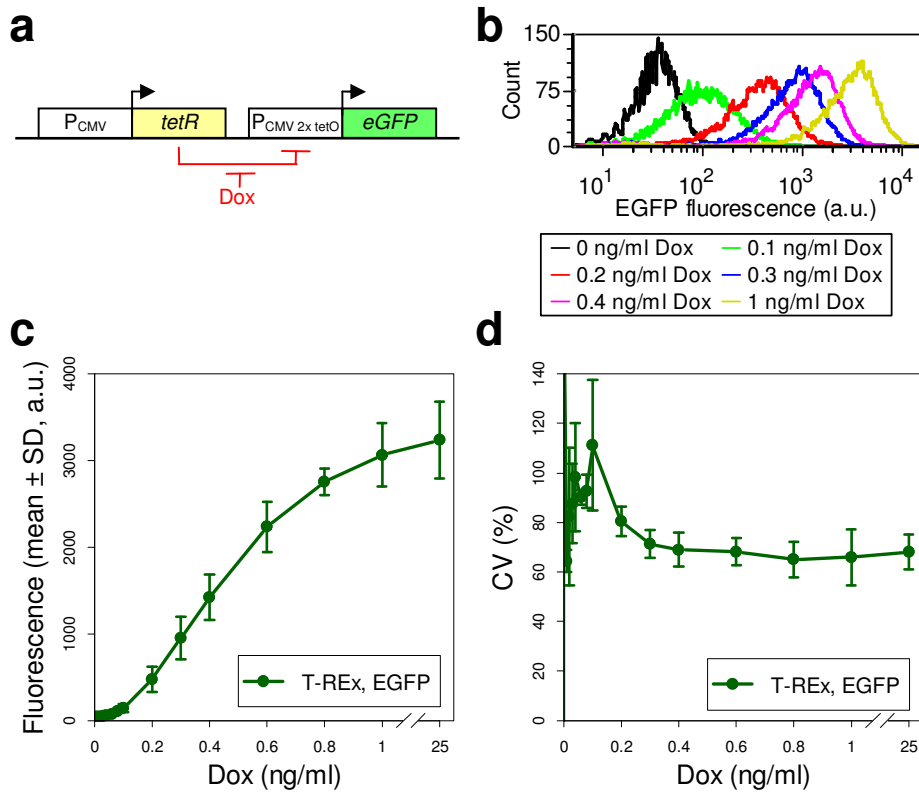 a
P_CMV tetR P_CMV 2x tetO eGFP
Dox
b
150
75
0
Count
10^1 10^2 10^3 10^4
EGFP fluorescence (a.u.)
0 ng/ml Dox 0.1 ng/ml Dox
0.2 ng/ml Dox 0.3 ng/ml Dox
0.4 ng/ml Dox 1 ng/ml Dox
c
Fluorescence (mean ± SD, a.u.)
4000
3000
2000
1000
0
T-REx, EGFP
0 0.2 0.4 0.6 0.8 1 25
Dox (ng/ml)
d
CV (%)
140
120
100
80
60
40
20
0
T-REx, EGFP
0 0.2 0.4 0.6 0.8 1 25
Dox (ng/ml)